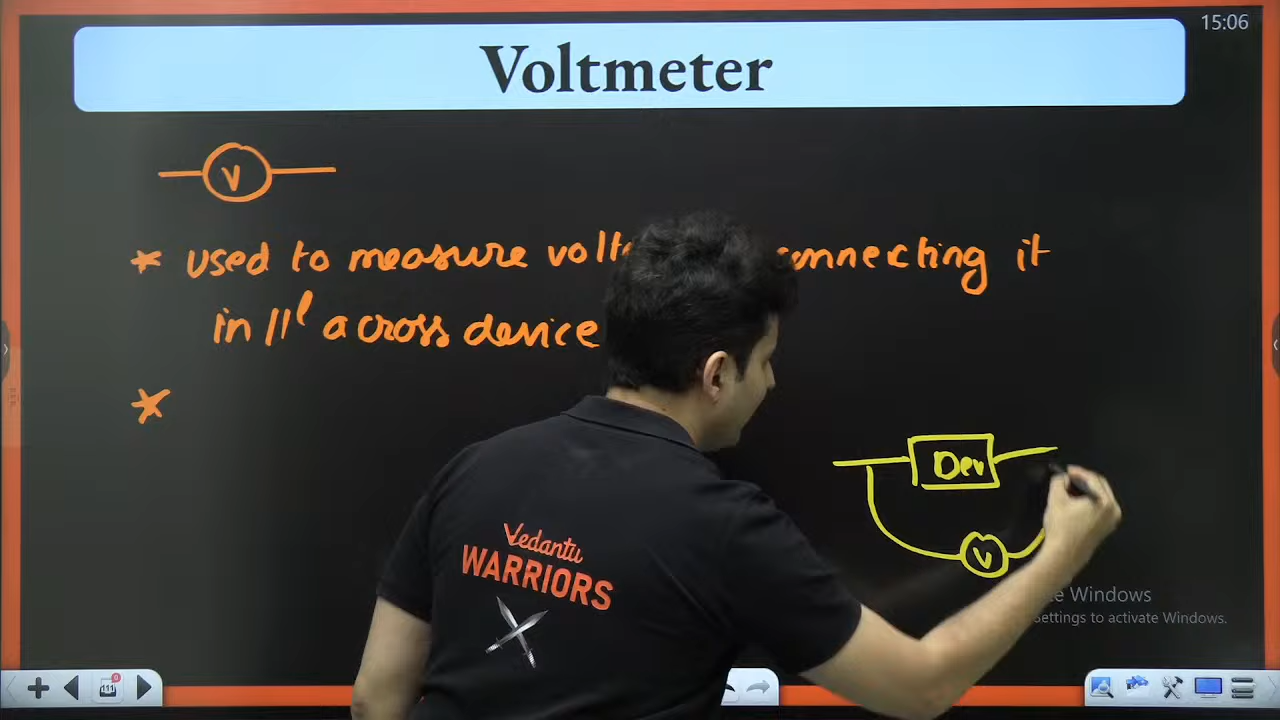 15:06
Voltmeter
V
* used to measure connecting it
in ||l across device
*
Dev
V
Vedantu
WARRIORS
Windows
Settings to activate Windows.